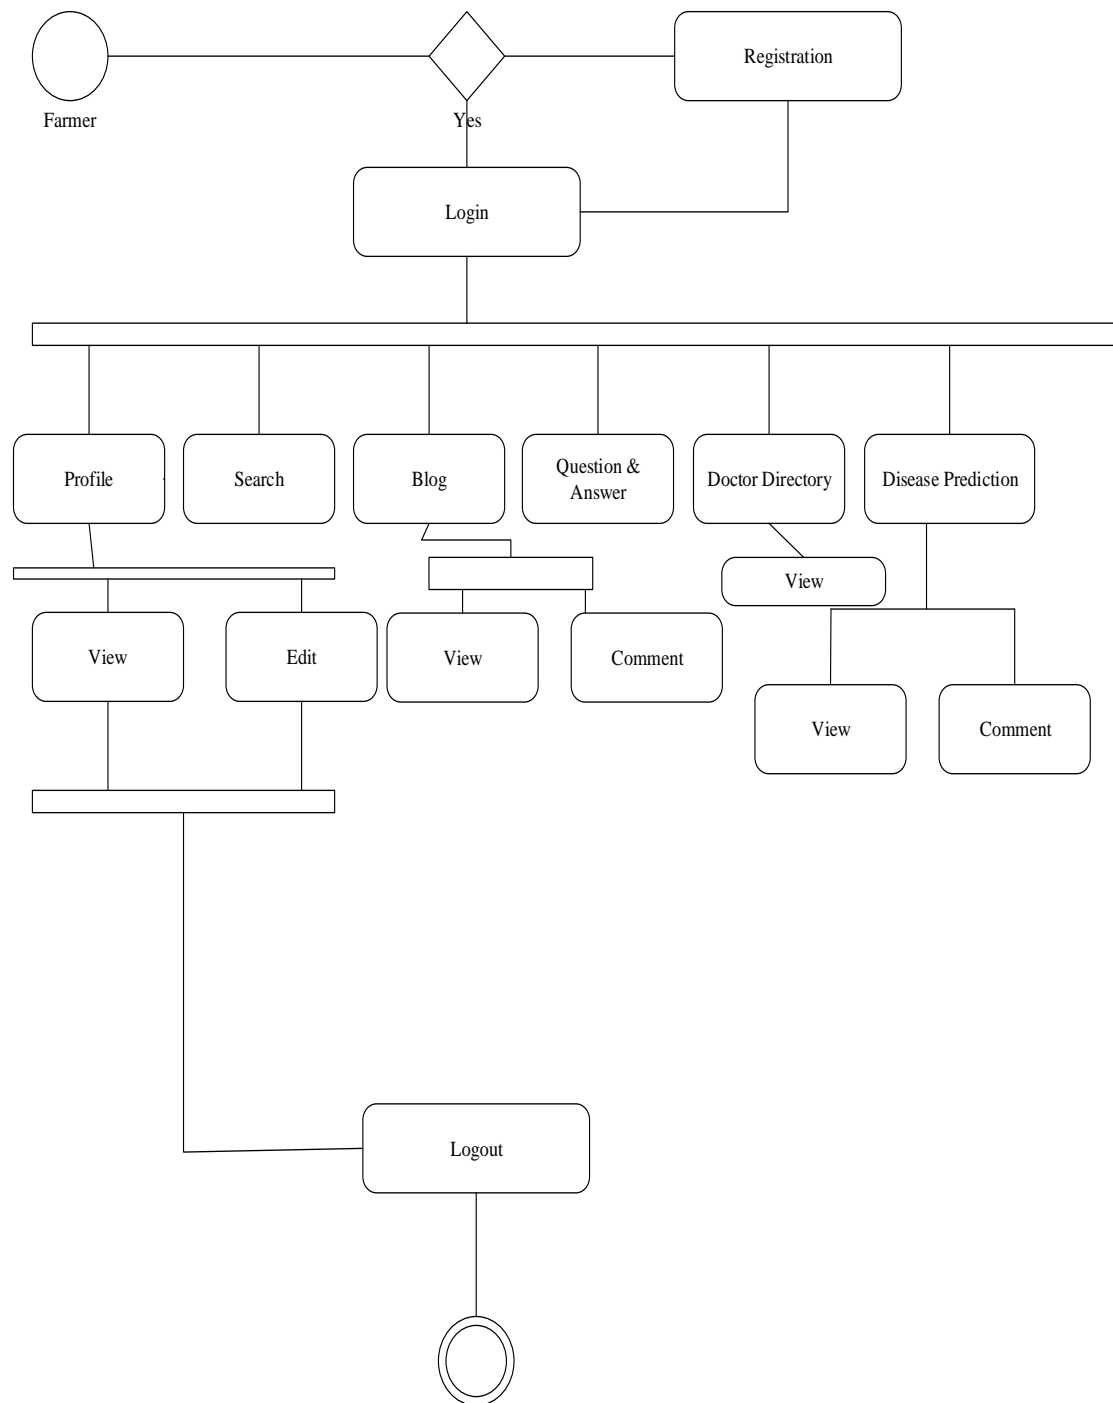 Registration
Farmer
Yes
Login
Profile
Search
Blog
Question &
Answer
Doctor Directory
Disease Prediction
View
View
Edit
View
Comment
View
Comment
Logout